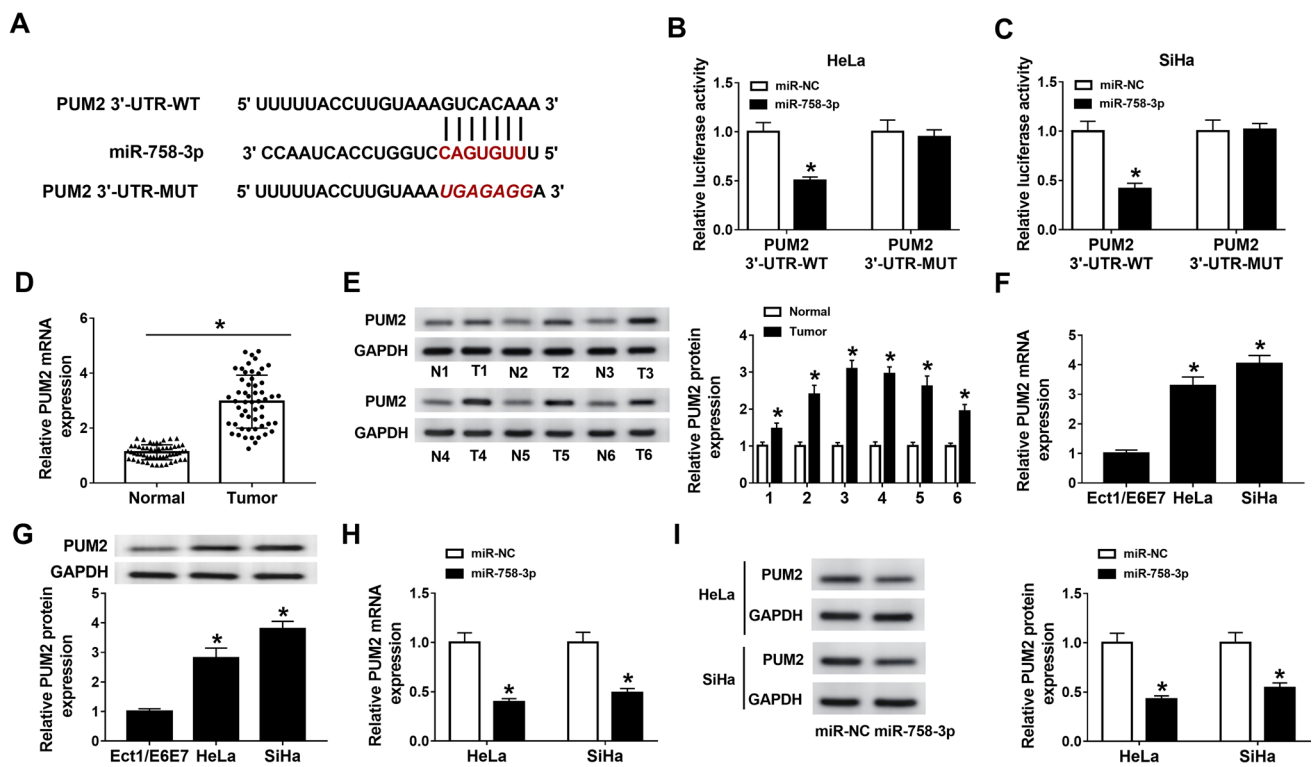 A
PUM2 3'-UTR-WT 5' UUUUUACCUUGUAAAGUCACAAA 3'
miR-758-3p 3' CCAAUCACCUGGUCCAGUGUUU 5'
PUM2 3'-UTR-MUT 5' UUUUUACCUUGUAAAUGAGAGGA 3'
B
HeLa
Relative luciferase activity
1.5
1.0
0.5
0.0
miR-NC
miR-758-3p
*
PUM2 PUM2
3'-UTR-WT 3'-UTR-MUT
C
SiHa
Relative luciferase activity
1.5
1.0
0.5
0.0
miR-NC
miR-758-3p
*
PUM2 PUM2
3'-UTR-WT 3'-UTR-MUT
D
Relative PUM2 mRNA
expression
6
4
2
0
*
Normal Tumor
E
PUM2
GAPDH
N1 T1 N2 T2 N3 T3
PUM2
GAPDH
N4 T4 N5 T5 N6 T6
Relative PUM2 protein
expression
4
3
2
1
0
Normal
Tumor
* * * * * *
1 2 3 4 5 6
F
Relative PUM2 mRNA
expression
5
4
3
2
1
0
* *
Ect1/E6E7 HeLa SiHa
G
PUM2
GAPDH
Relative PUM2 protein
expression
5
4
3
2
1
0
* *
Ect1/E6E7 HeLa SiHa
H
miR-NC
miR-758-3p
Relative PUM2 mRNA
expression
1.5
1.0
0.5
0.0
* *
HeLa SiHa
I
HeLa
PUM2
GAPDH
SiHa
PUM2
GAPDH
miR-NC miR-758-3p
miR-NC
miR-758-3p
Relative PUM2 protein
expression
1.5
1.0
0.5
0.0
* *
HeLa SiHa